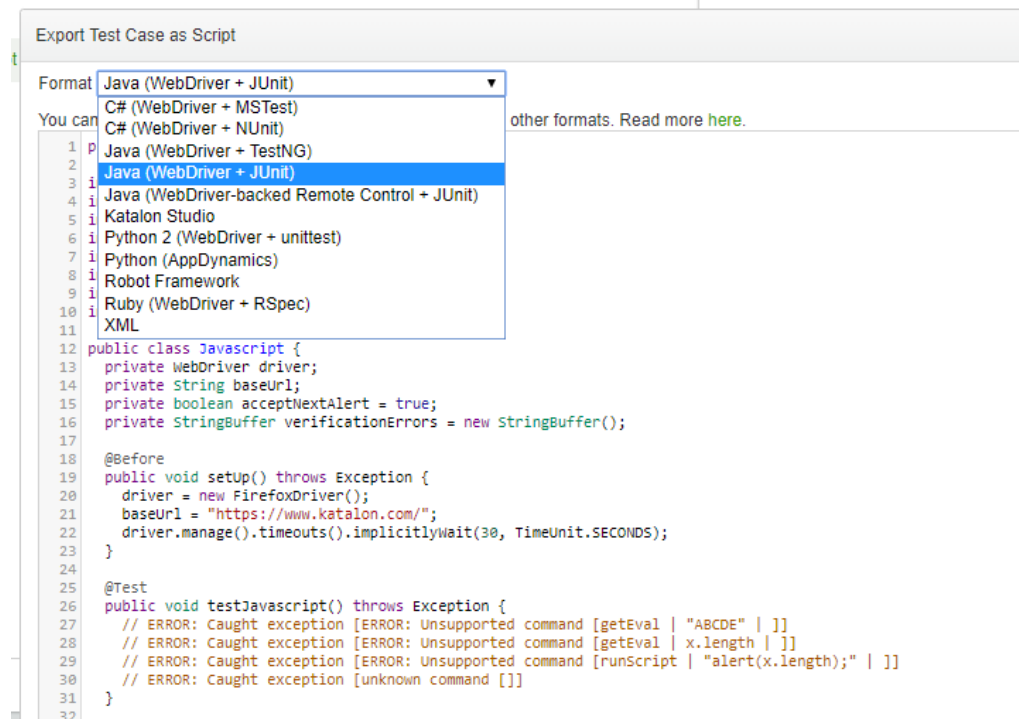 Export Test Case as Script
t
Format Java (WebDriver + JUnit) ▼
C# (WebDriver + MSTest)
You can other formats. Read more here.
C# (WebDriver + NUnit)
1 p Java (WebDriver + TestNG)
2 Java (WebDriver + JUnit)
3 i
4 i Java (WebDriver-backed Remote Control + JUnit)
5 i Katalon Studio
6 i Python 2 (WebDriver + unittest)
7 i Python (AppDynamics)
8 i Robot Framework
9 i Ruby (WebDriver + RSpec)
10 i
11 XML
12 public class Javascript {
13 private WebDriver driver;
14 private String baseUrl;
15 private boolean acceptNextAlert = true;
16 private StringBuffer verificationErrors = new StringBuffer();
17
18 @Before
19 public void setUp() throws Exception {
20 driver = new FirefoxDriver();
21 baseUrl = "https://www.katalon.com/";
22 driver.manage().timeouts().implicitlyWait(30, TimeUnit.SECONDS);
23 }
24
25 @Test
26 public void testJavascript() throws Exception {
27 // ERROR: Caught exception [ERROR: Unsupported command [getEval | "ABCDE" | ]]
28 // ERROR: Caught exception [ERROR: Unsupported command [getEval | x.length | ]]
29 // ERROR: Caught exception [ERROR: Unsupported command [runScript | "alert(x.length);" | ]]
30 // ERROR: Caught exception [unknown command []]
31 }
32